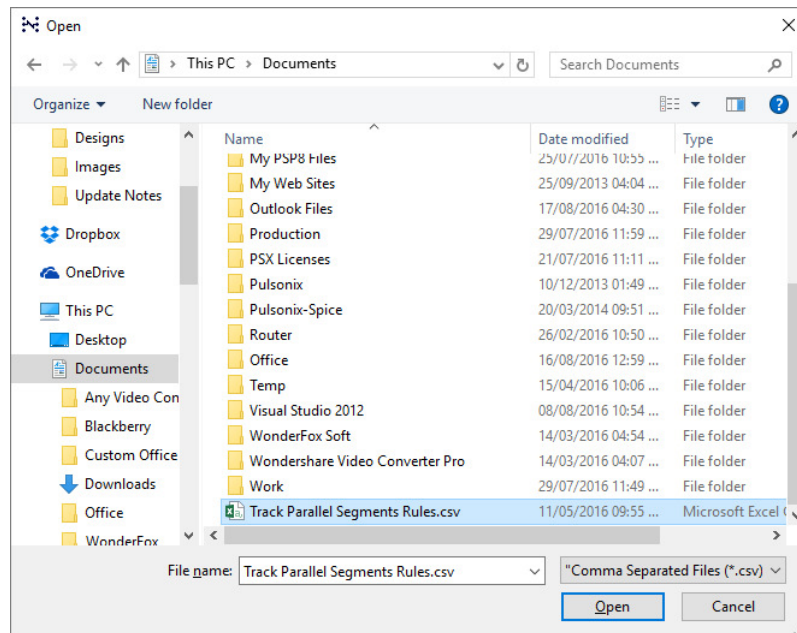 Open
This PC > Documents
Search Documents
Organize
New folder
Designs
Images
Update Notes
Dropbox
OneDrive
This PC
Desktop
Documents
Any Video Con
Blackberry
Custom Office
Downloads
Office
WonderFox
Name Date modified Type
My PSP8 Files 25/07/2016 10:55 ... File folder
My Web Sites 25/09/2013 04:04 ... File folder
Outlook Files 17/08/2016 04:30 ... File folder
Production 29/07/2016 11:59 ... File folder
PSX Licenses 21/07/2016 11:11 ... File folder
Pulsonix 10/12/2013 01:49 ... File folder
Pulsonix-Spice 20/03/2014 09:51 ... File folder
Router 26/02/2016 10:50 ... File folder
Office 16/08/2016 12:59 ... File folder
Temp 15/04/2016 10:06 ... File folder
Visual Studio 2012 08/08/2016 10:54 ... File folder
WonderFox Soft 14/03/2016 04:54 ... File folder
Wondershare Video Converter Pro 14/03/2016 04:07 ... File folder
Work 29/07/2016 11:49 ... File folder
Track Parallel Segments Rules.csv 11/05/2016 09:55 ... Microsoft Excel
File name: Track Parallel Segments Rules.csv
"Comma Separated Files (*.csv)
Open
Cancel